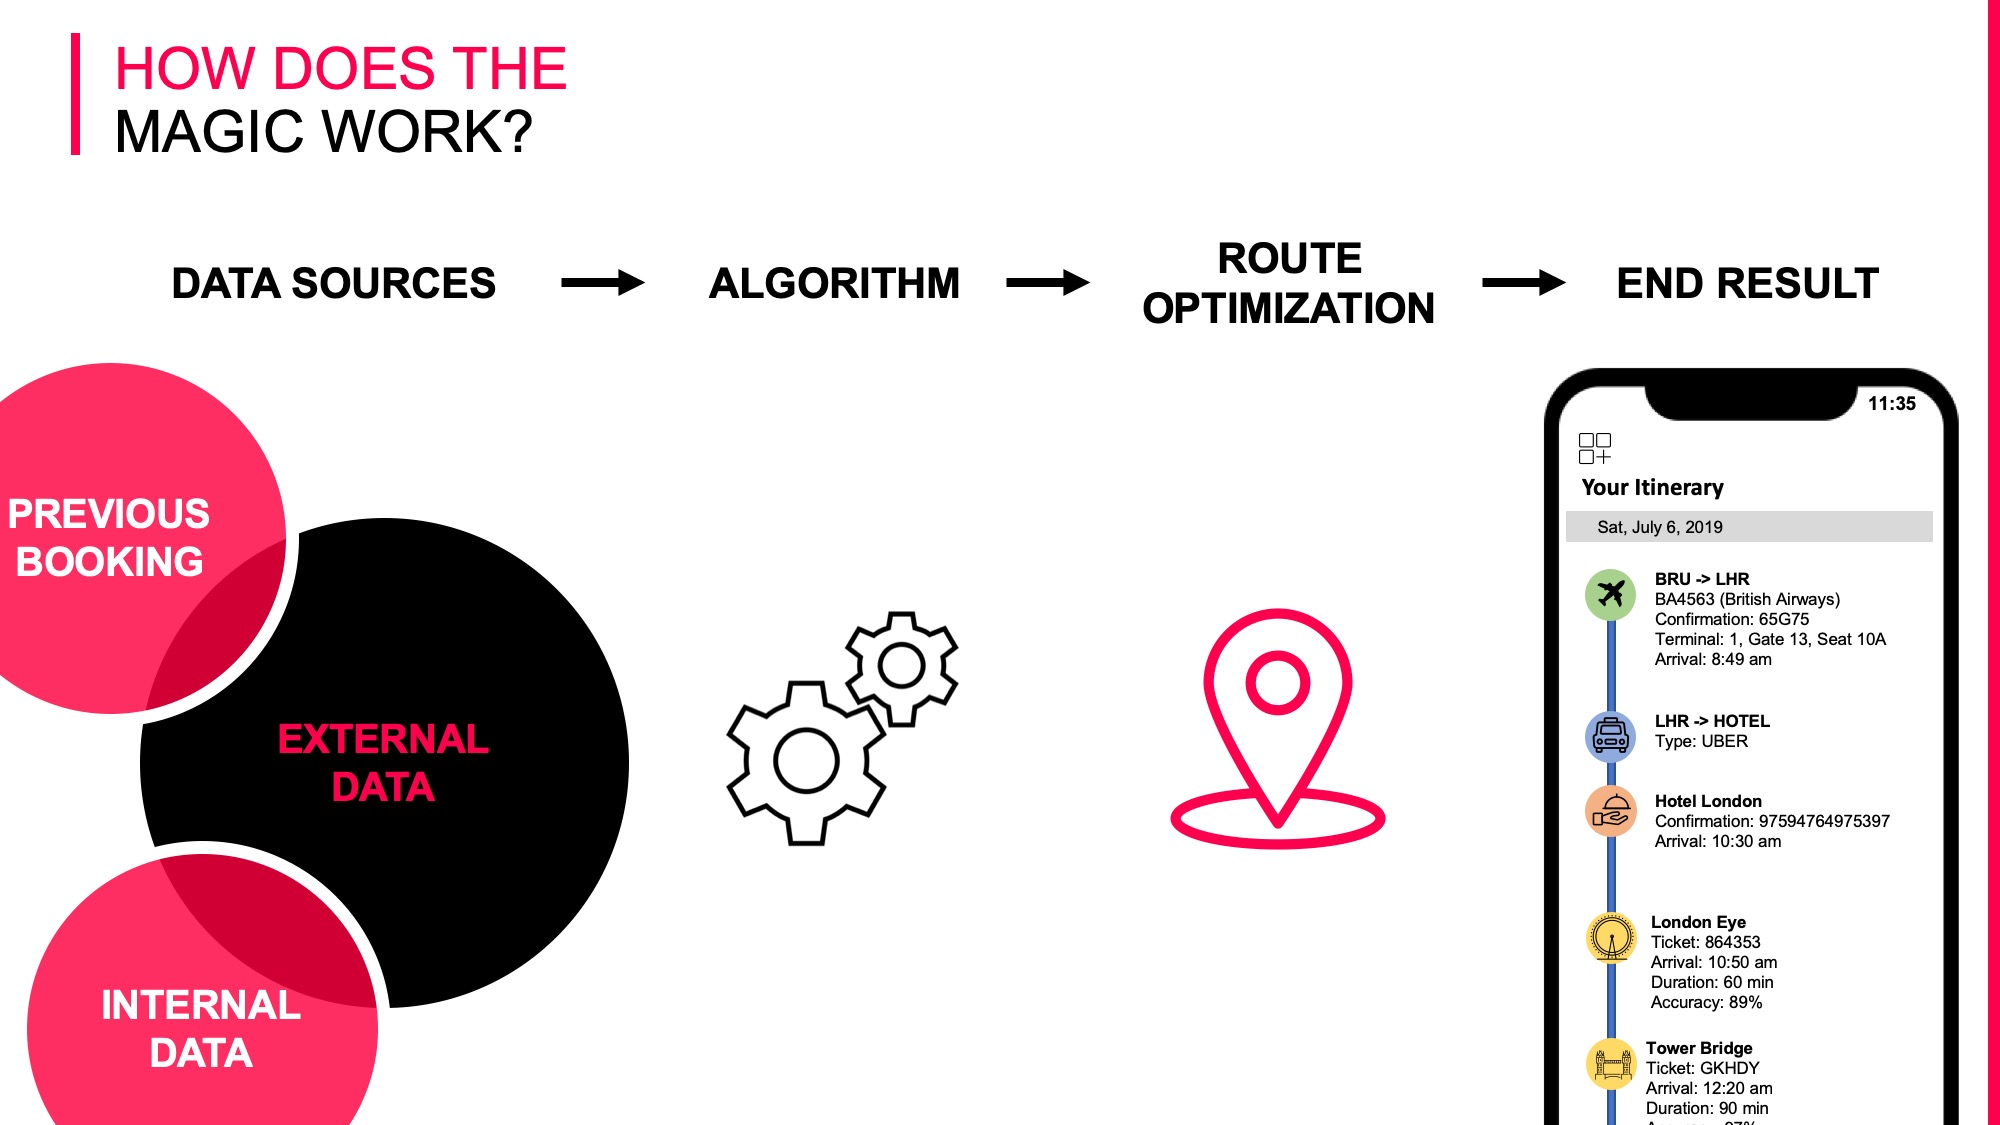 HOW DOES THE
MAGIC WORK?
DATA SOURCES
ALGORITHM
ROUTE
OPTIMIZATION
END RESULT
PREVIOUS
BOOKING
EXTERNAL
DATA
INTERNAL
DATA
11:35
Your Itinerary
Sat, July 6, 2019
BRU -> LHR
BA4563 (British Airways)
Confirmation: 65G75
Terminal: 1, Gate 13, Seat 10A
Arrival: 8:49 am
LHR -> HOTEL
Type: UBER
Hotel London
Confirmation: 97594764975397
Arrival: 10:30 am
London Eye
Ticket: 864353
Arrival: 10:50 am
Duration: 60 min
Accuracy: 89%
Tower Bridge
Ticket: GKHDY
Arrival: 12:20 am
Duration: 90 min